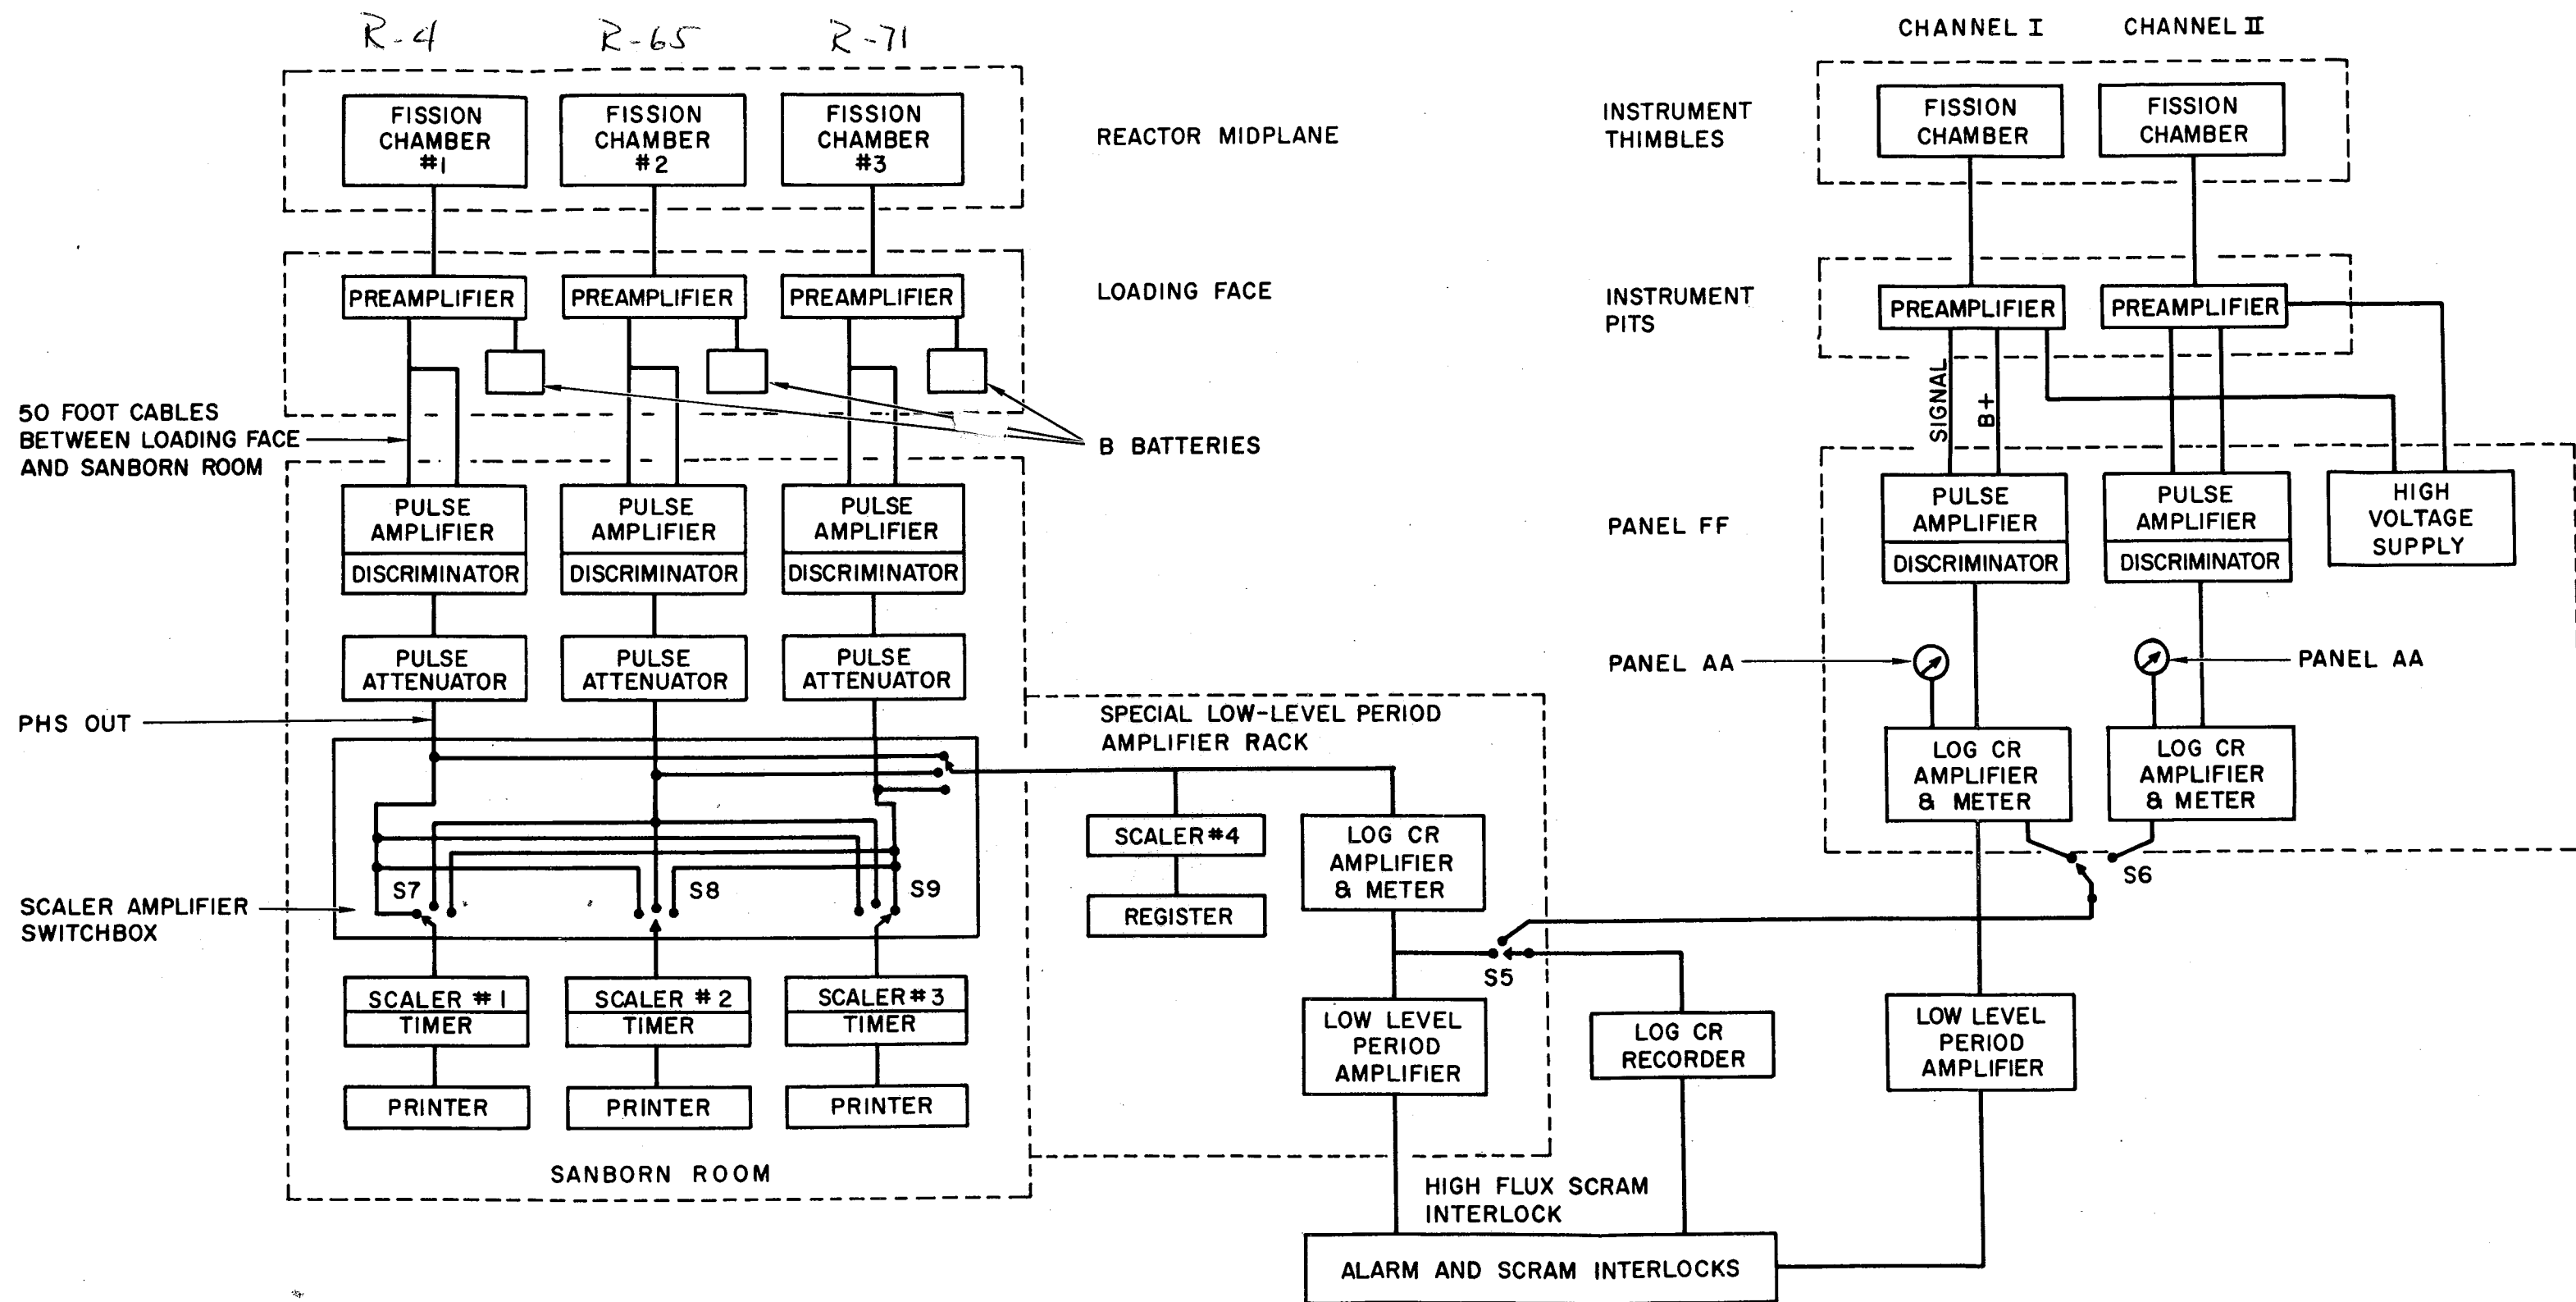 R-4
R-65
R-71
FISSION
CHAMBER
#1
FISSION
CHAMBER
#2
FISSION
CHAMBER
#3
REACTOR MIDPLANE
PREAMPLIFIER
PREAMPLIFIER
PREAMPLIFIER
LOADING FACE
50 FOOT CABLES
BETWEEN LOADING FACE
AND SANBORN ROOM
B BATTERIES
PULSE
AMPLIFIER
DISCRIMINATOR
PULSE
AMPLIFIER
DISCRIMINATOR
PULSE
AMPLIFIER
DISCRIMINATOR
PULSE
ATTENUATOR
PULSE
ATTENUATOR
PULSE
ATTENUATOR
PHS OUT
SCALER AMPLIFIER
SWITCHBOX
S7
S8
S9
SCALER #1
TIMER
SCALER #2
TIMER
SCALER #3
TIMER
PRINTER
PRINTER
PRINTER
SANBORN ROOM
SPECIAL LOW-LEVEL PERIOD
AMPLIFIER RACK
SCALER #4
REGISTER
LOG CR
AMPLIFIER
& METER
S5
LOW LEVEL
PERIOD
AMPLIFIER
LOG CR
RECORDER
HIGH FLUX SCRAM
INTERLOCK
ALARM AND SCRAM INTERLOCKS
CHANNEL I
CHANNEL II
INSTRUMENT
THIMBLES
FISSION
CHAMBER
FISSION
CHAMBER
INSTRUMENT
PITS
PREAMPLIFIER
PREAMPLIFIER
SIGNAL
B+
PANEL FF
PULSE
AMPLIFIER
DISCRIMINATOR
PULSE
AMPLIFIER
DISCRIMINATOR
HIGH
VOLTAGE
SUPPLY
PANEL AA
PANEL AA
LOG CR
AMPLIFIER
& METER
LOG CR
AMPLIFIER
& METER
S6
LOW LEVEL
PERIOD
AMPLIFIER